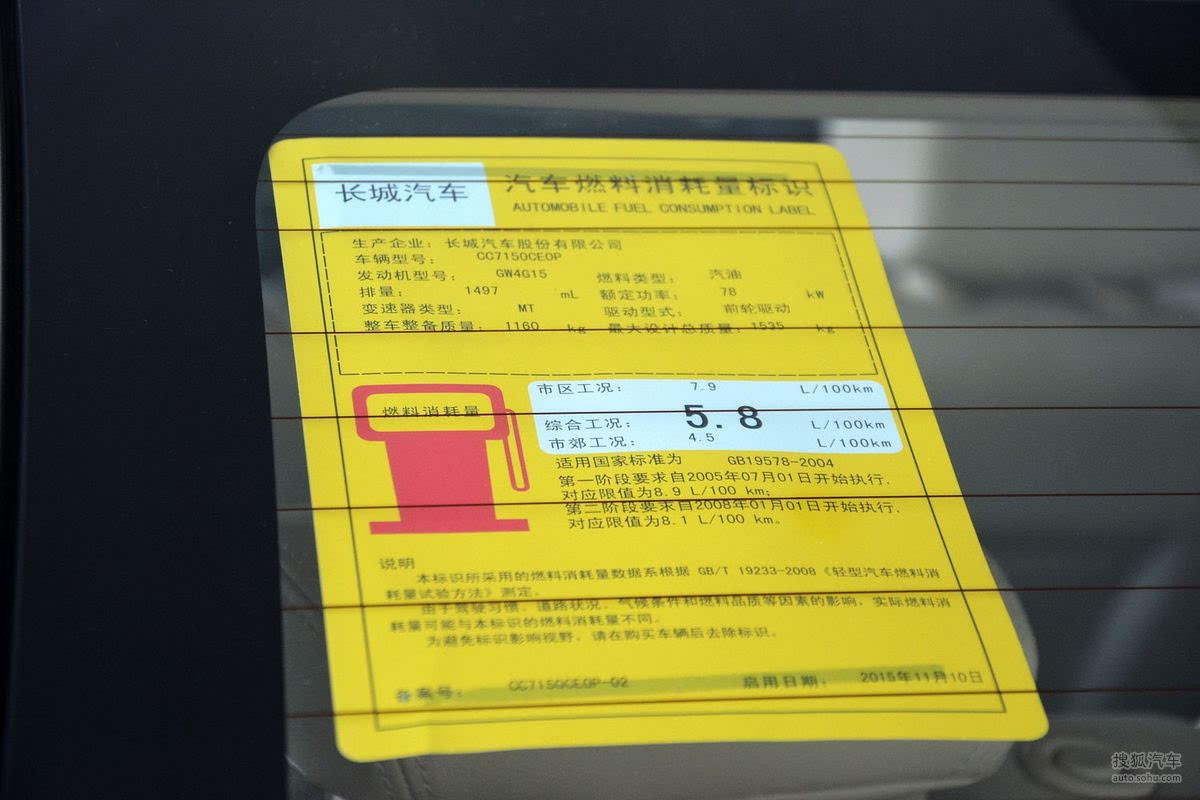 长城汽车
汽车燃料消耗量标识
AUTOMOBILE FUEL CONSUMPTION LABEL
生产企业: 长城汽车股份有限公司
车辆型号: CC7150CE0P
发动机型号: GW4G15 燃料类型: 汽油
排量: 1497 mL 额定功率: 78 kW
变速器类型: MT 驱动型式: 前轮驱动
整车整备质量: 1160 kg 最大设计总质量: 1535 kg
燃料消耗量
市区工况: 7.9 L/100km
综合工况: 5.8 L/100km
市郊工况: 4.5 L/100km
适用国家标准为 GB19578-2004
第一阶段要求自2005年07月01日开始执行,
对应限值为8.9 L/100 km;
第二阶段要求自2008年01月01日开始执行,
对应限值为8.1 L/100 km。
说明
本标识所采用的燃料消耗量数据系根据 GB/T 19233-2008《轻型汽车燃料消
耗量试验方法》测定。
由于驾驶习惯、道路状况、气候条件和燃料品质等因素的影响,实际燃料消
耗量可能与本标识的燃料消耗量不同。
为避免标识影响视野,请在购买车辆后去除标识。
备案号: CC7150CE0P-02 启用日期: 2015年11月10日
搜狐汽车
auto.sohu.com